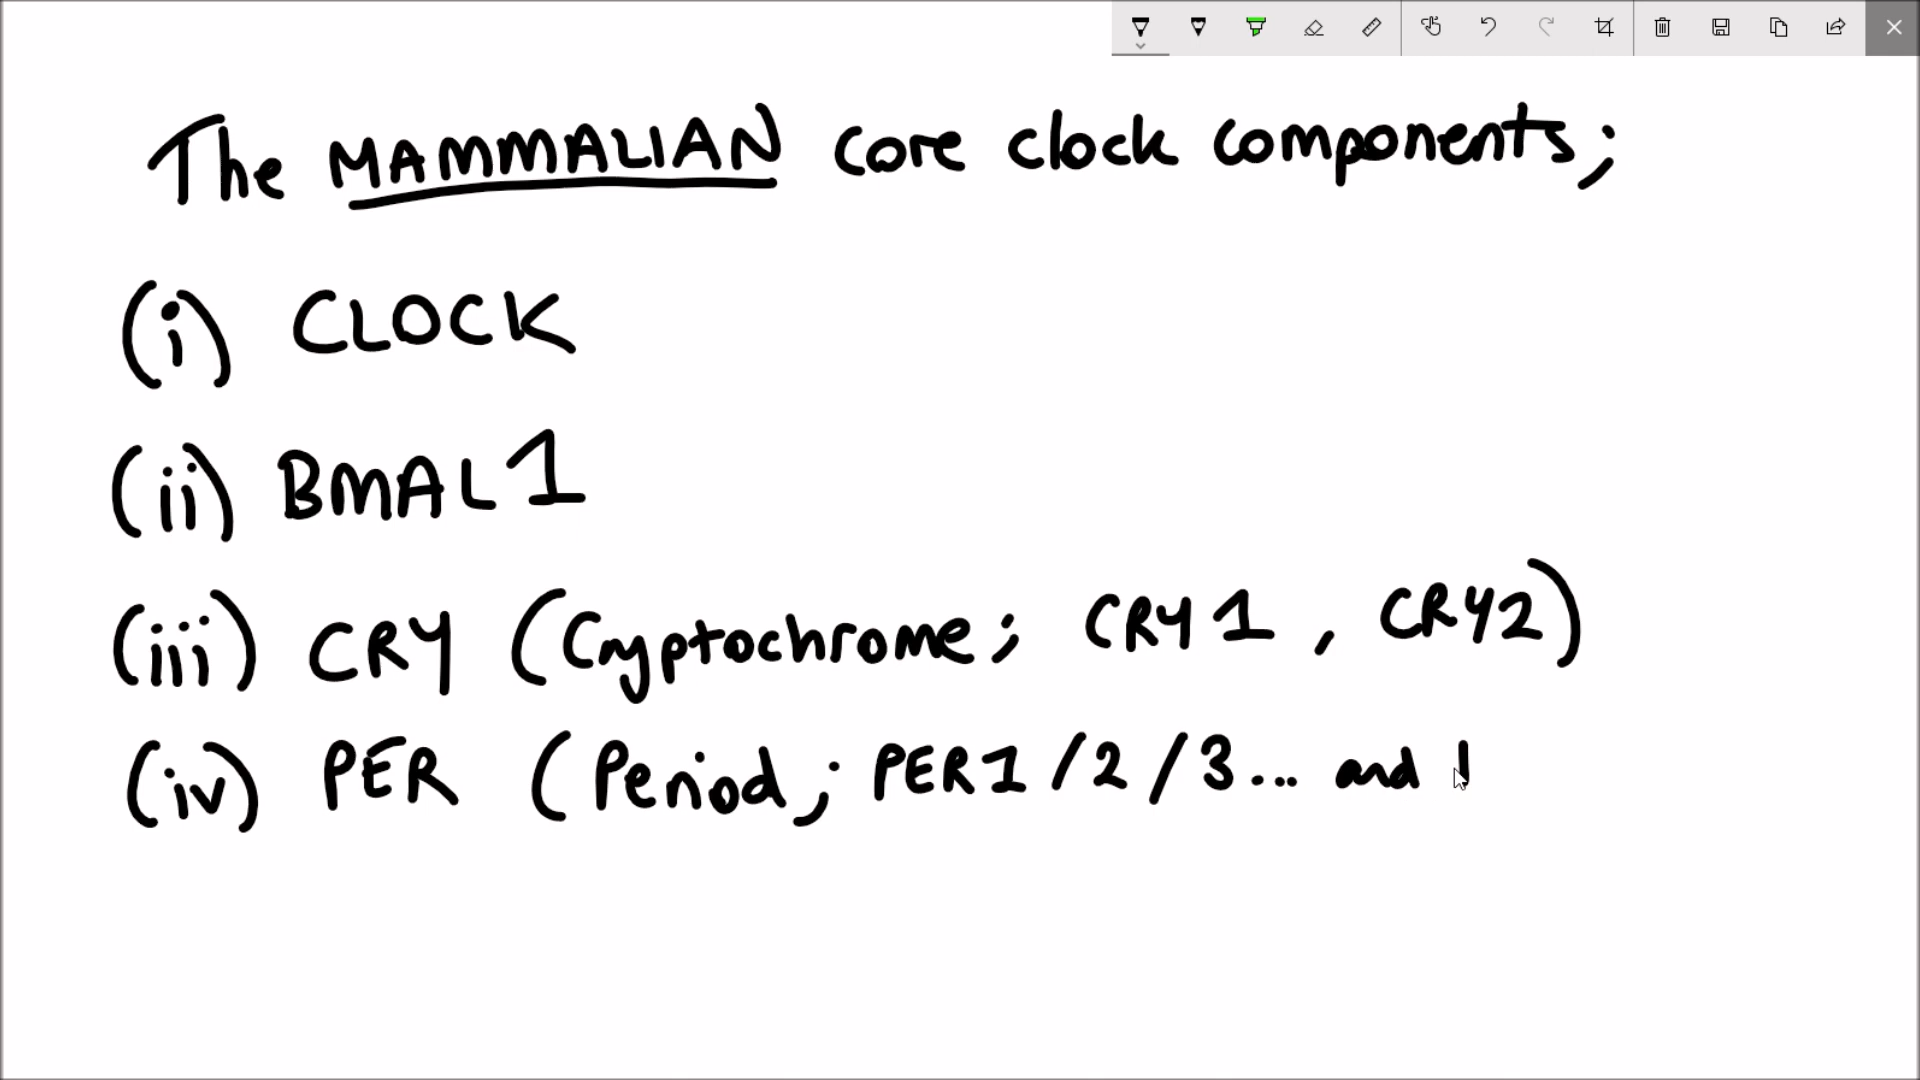 The MAMMALIAN core clock components;
(i) CLOCK
(ii) BMAL1
(iii) CRY (Cryptochrome; CRY1, CRY2)
(iv) PER (Period; PER1/2/3... and